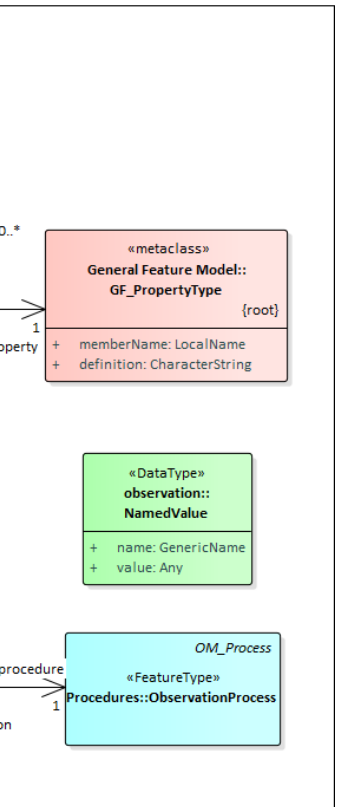 0..*
«metaclass»
General Feature Model::
GF_PropertyType
{root}
1
operty
+ memberName: LocalName
+ definition: CharacterString
«DataType»
observation::
NamedValue
+ name: GenericName
+ value: Any
OM_Process
procedure
«FeatureType»
Procedures::ObservationProcess
1
on